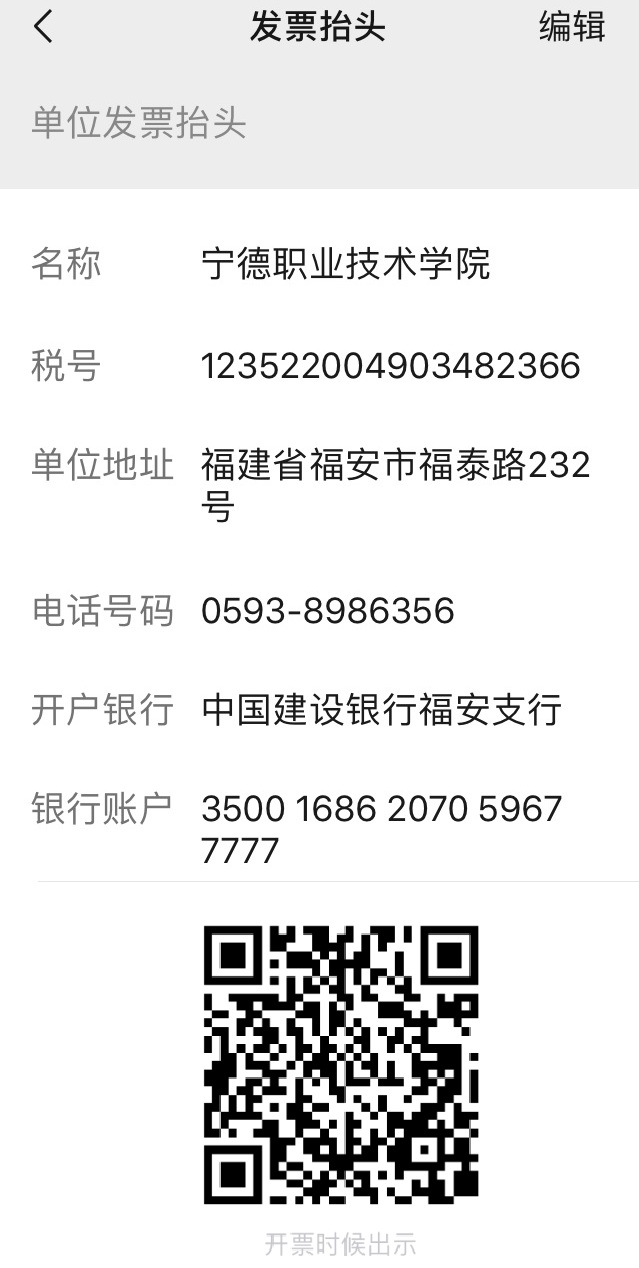 发票抬头 编辑
单位发票抬头
名称 宁德职业技术学院
税号 123522004903482366
单位地址 福建省福安市福泰路232
号
电话号码 0593-8986356
开户银行 中国建设银行福安支行
银行账户 3500 1686 2070 5967
7777
开票时候出示